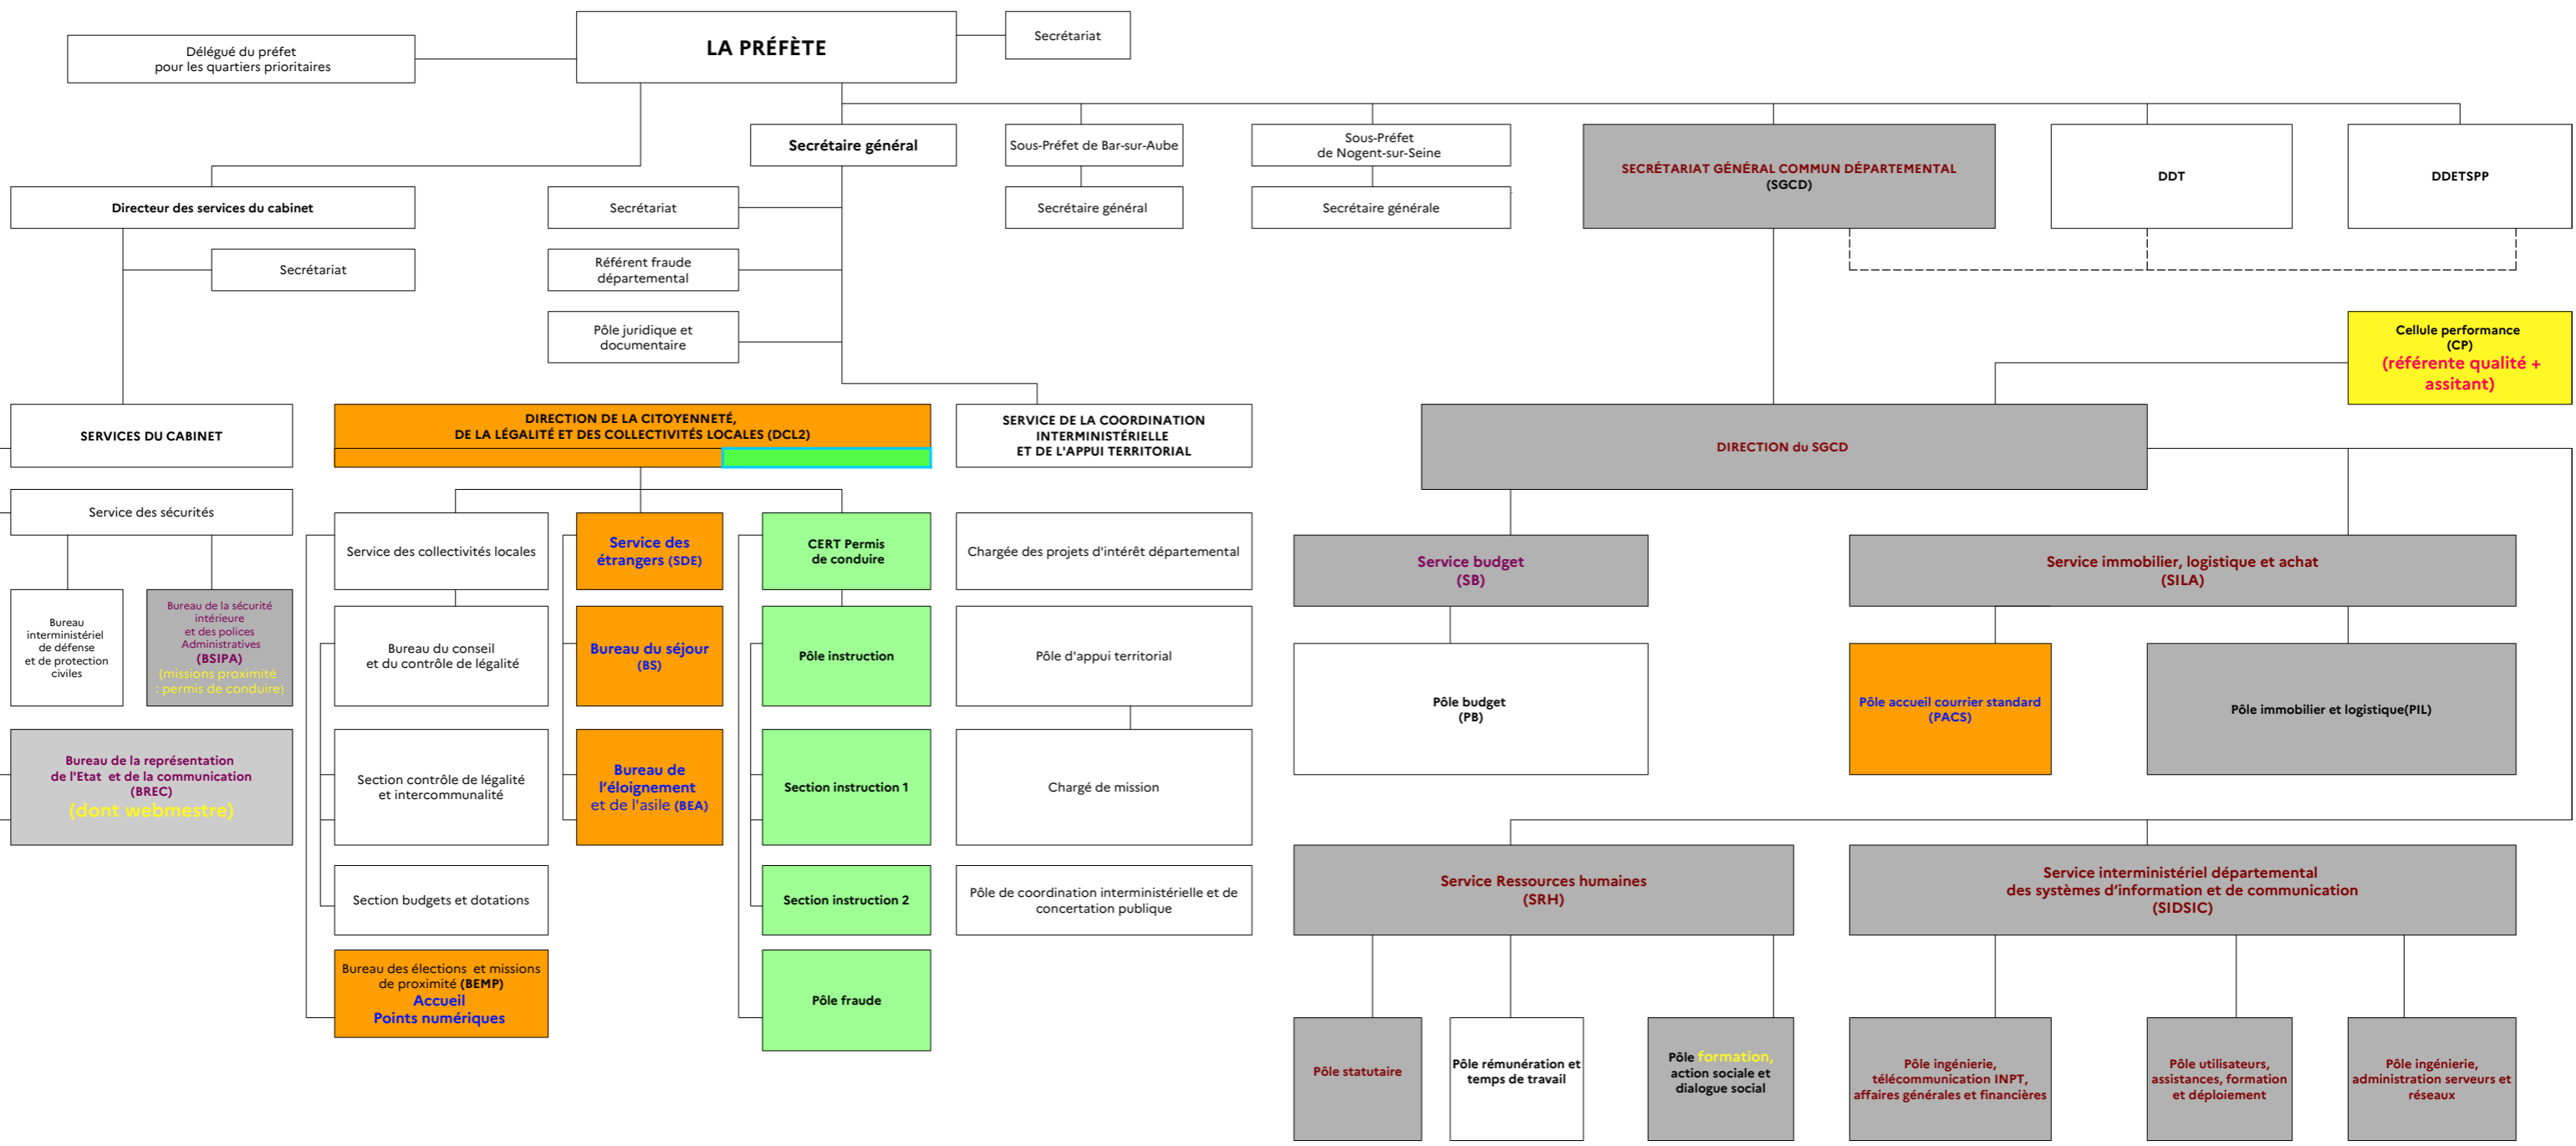 LA PRÉFÈTE
Secrétariat
Délégué du préfet
pour les quartiers prioritaires
Secrétaire général
Sous-Préfet de Bar-sur-Aube
Sous-Préfet
de Nogent-sur-Seine
SECRÉTARIAT GÉNÉRAL COMMUN DÉPARTEMENTAL
(SGCD)
DDT
DDETSPP
Directeur des services du cabinet
Secrétariat
Secrétaire général
Secrétaire générale
Secrétariat
Référent fraude
départemental
Pôle juridique et
documentaire
Cellule performance
(CP)
(référente qualité +
assitant)
SERVICES DU CABINET
DIRECTION DE LA CITOYENNETÉ,
DE LA LÉGALITÉ ET DES COLLECTIVITÉS LOCALES (DCL2)
SERVICE DE LA COORDINATION
INTERMINISTÉRIELLE
ET DE L'APPUI TERRITORIAL
DIRECTION du SGCD
Service des sécurités
Service des collectivités locales
Service des
étrangers (SDE)
CERT Permis
de conduire
Chargée des projets d'intérêt départemental
Service budget
(SB)
Service immobilier, logistique et achat
(SILA)
Bureau
interministériel
de défense
et de protection
civiles
Bureau de la sécurité
intérieure
et des polices
Administratives
(BSIPA)
(missions proximité
: permis de conduire)
Bureau du conseil
et du contrôle de légalité
Bureau du séjour
(BS)
Pôle instruction
Pôle d'appui territorial
Pôle budget
(PB)
Pôle accueil courrier standard
(PACS)
Pôle immobilier et logistique(PIL)
Bureau de la représentation
de l'Etat et de la communication
(BREC)
(dont webmestre)
Section contrôle de légalité
et intercommunalité
Bureau de
l’éloignement
et de l'asile (BEA)
Section instruction 1
Chargé de mission
Section budgets et dotations
Section instruction 2
Pôle de coordination interministérielle et de
concertation publique
Service Ressources humaines
(SRH)
Service interministériel départemental
des systèmes d’information et de communication
(SIDSIC)
Bureau des élections et missions
de proximité (BEMP)
Accueil
Points numériques
Pôle fraude
Pôle statutaire
Pôle rémunération et
temps de travail
Pôle formation,
action sociale et
dialogue social
Pôle ingénierie,
télécommunication INPT,
affaires générales et financières
Pôle utilisateurs,
assistances, formation
et déploiement
Pôle ingénierie,
administration serveurs et
réseaux